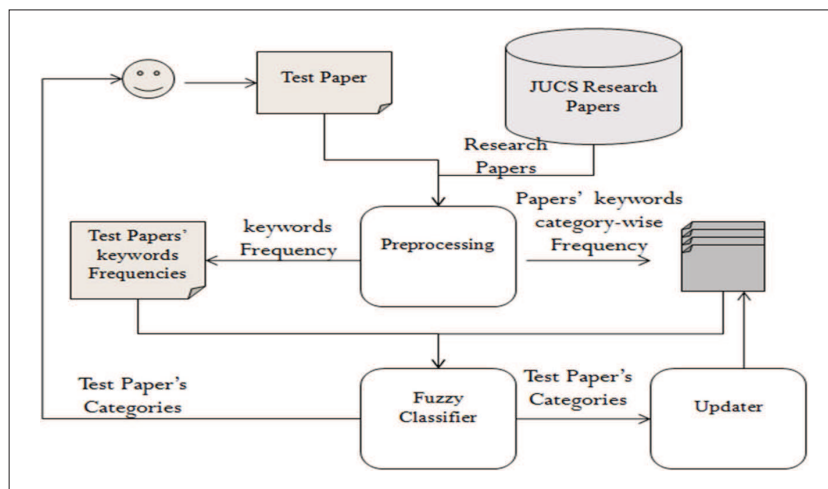 Test Paper
JUCS Research
Papers
Research
Papers
Papers' keywords
category-wise
Frequency
keywords
Frequency
Preprocessing
Test Papers'
keywords
Frequencies
Test Paper's
Categories
Fuzzy
Classifier
Test Paper's
Categories
Updater